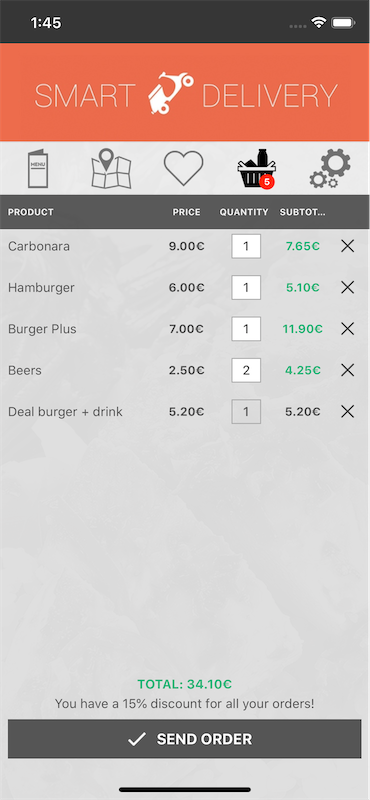 1:45
SMART DELIVERY
MENU
5
PRODUCT PRICE QUANTITY SUBTOT...
Carbonara 9.00€ 1 7.65€
Hamburger 6.00€ 1 5.10€
Burger Plus 7.00€ 1 11.90€
Beers 2.50€ 2 4.25€
Deal burger + drink 5.20€ 1 5.20€
TOTAL: 34.10€
You have a 15% discount for all your orders!
SEND ORDER